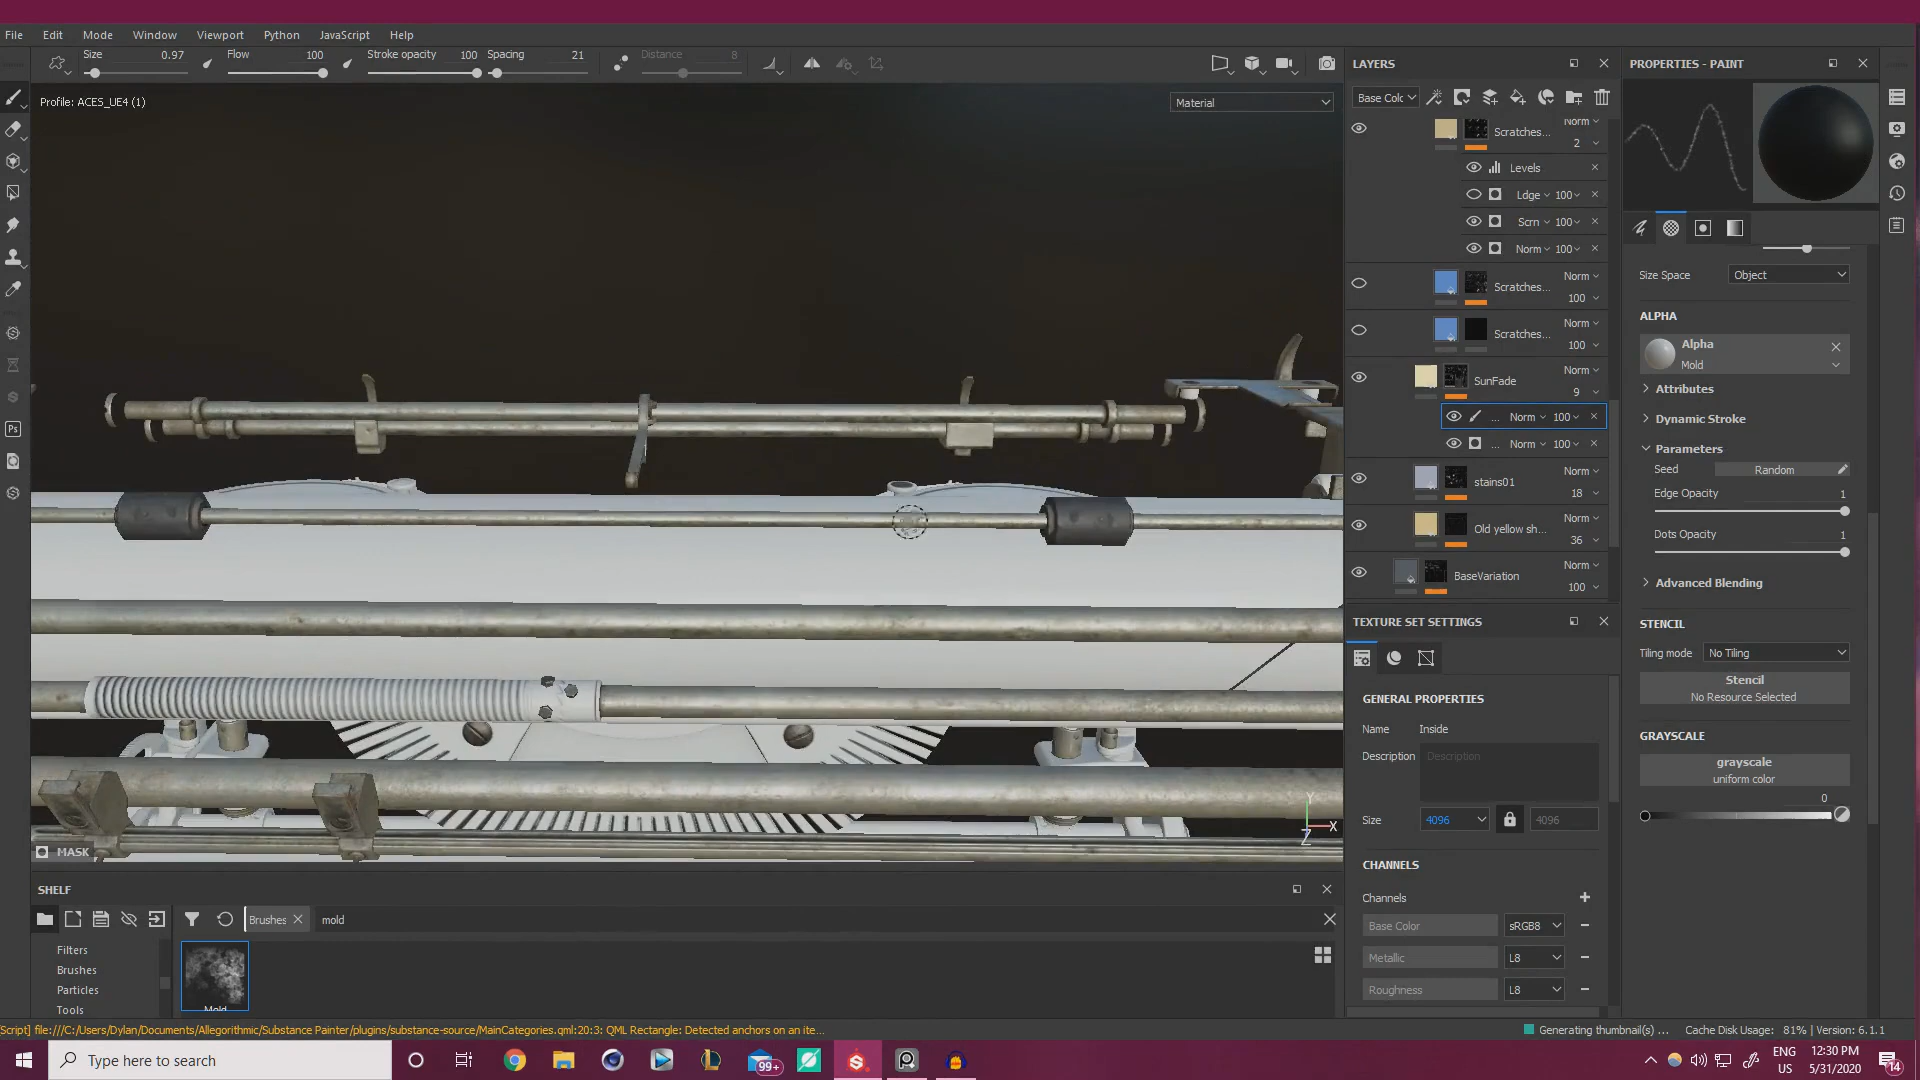 File Edit Mode Window Viewport Python JavaScript Help
Size 0.97 Flow 100 Stroke opacity 100 Spacing 21 Distance 8
Profile: ACES_UE4 (1)
Material
MASK
LAYERS
Base Colc
Norm
Scratches...
2
Levels
Ldge 100
Scrn 100
Norm 100
Norm
Scratches...
100
Norm
Scratches...
100
Norm
SunFade
9
... Norm 100
... Norm 100
Norm
stains01
18
Norm
Old yellow sh...
36
Norm
BaseVariation
100
TEXTURE SET SETTINGS
GENERAL PROPERTIES
Name Inside
Description Description
Size 4096 4096
CHANNELS
Channels
Base Color sRGB8
Metallic L8
Roughness L8
PROPERTIES - PAINT
Size Space Object
ALPHA
Alpha
Mold
Attributes
Dynamic Stroke
Parameters
Seed Random
Edge Opacity 1
Dots Opacity 1
Advanced Blending
STENCIL
Tiling mode No Tiling
Stencil
No Resource Selected
GRAYSCALE
grayscale
uniform color
0
Y
X
Z
SHELF
Brushes mold
Filters
Brushes
Particles
Tools
Mold
Script] file:///C:/Users/Dylan/Documents/Allegorithmic/Substance Painter/plugins/substance-source/MainCategories.qml:20:3: QML Rectangle: Detected anchors on an ite...
Generating thumbnail(s) ... Cache Disk Usage: 81% | Version: 6.1.1
Type here to search
99+
ENG
US
12:30 PM
5/31/2020
14
Ps